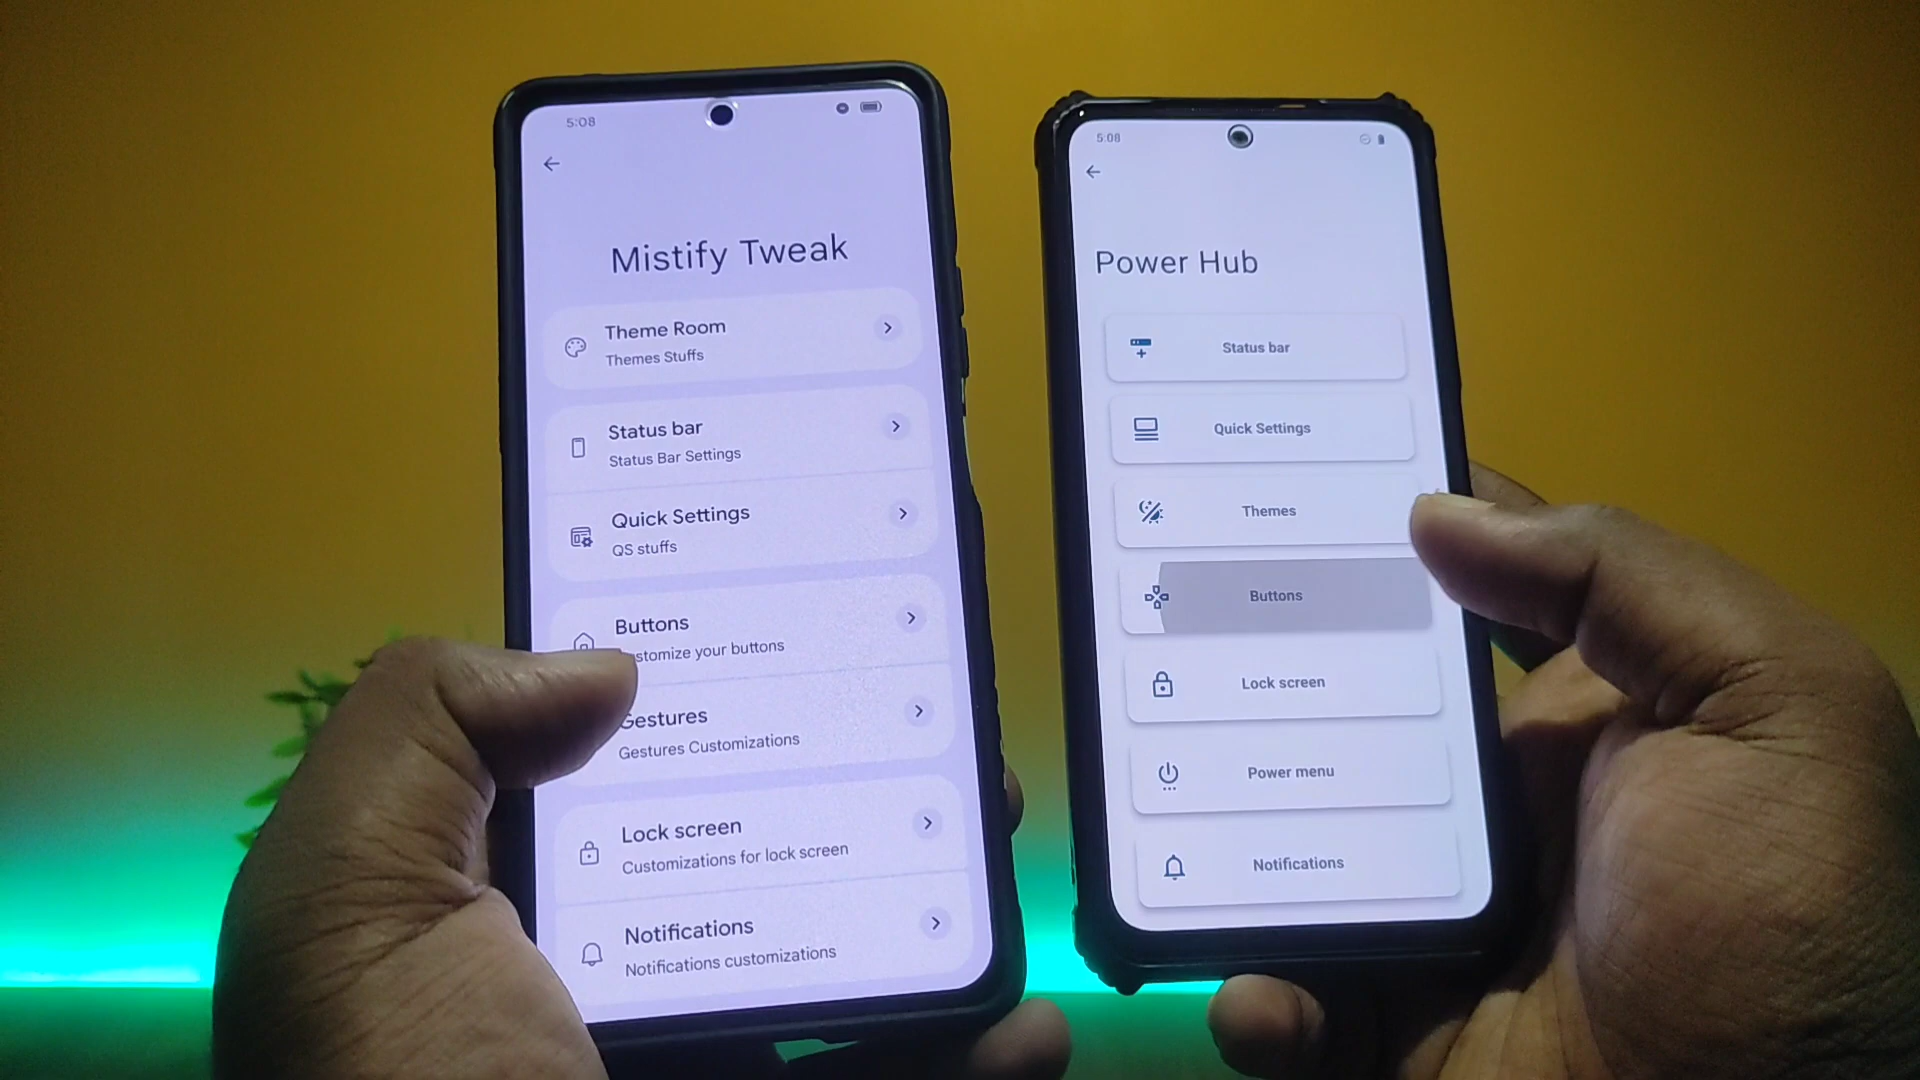 5:08
Mistify Tweak
Theme Room
Themes Stuffs
Status bar
Status Bar Settings
Quick Settings
QS stuffs
Buttons
stomize your buttons
Gestures
Gestures Customizations
Lock screen
Customizations for lock screen
Notifications
Notifications customizations
5:08
Power Hub
Status bar
Quick Settings
Themes
Buttons
Lock screen
Power menu
Notifications